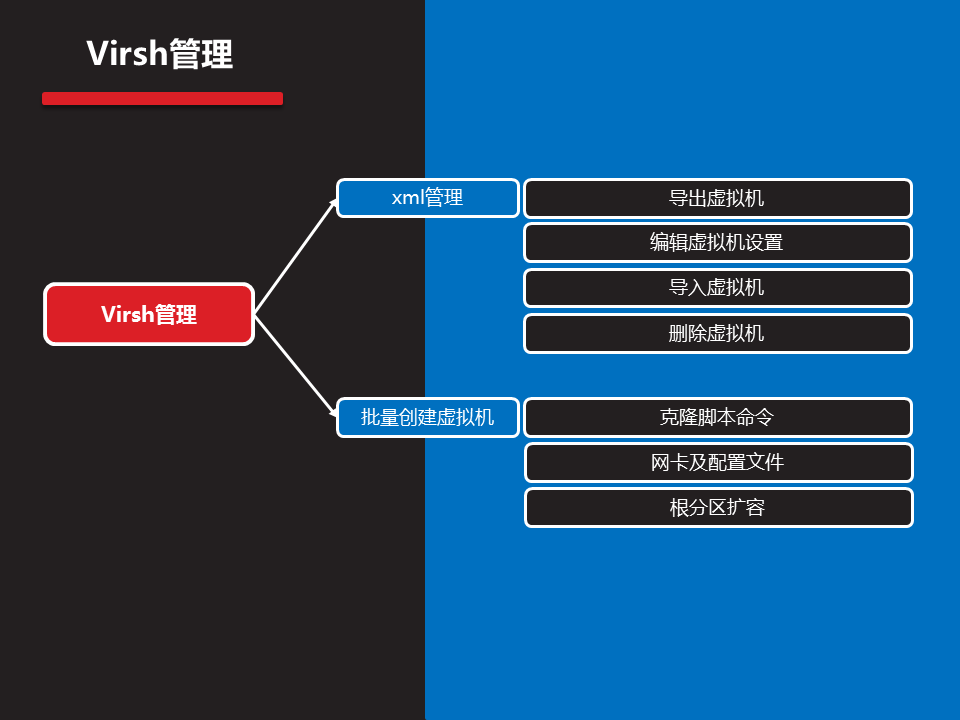 Virsh管理
Virsh管理
xml管理
导出虚拟机
编辑虚拟机设置
导入虚拟机
删除虚拟机
批量创建虚拟机
克隆脚本命令
网卡及配置文件
根分区扩容